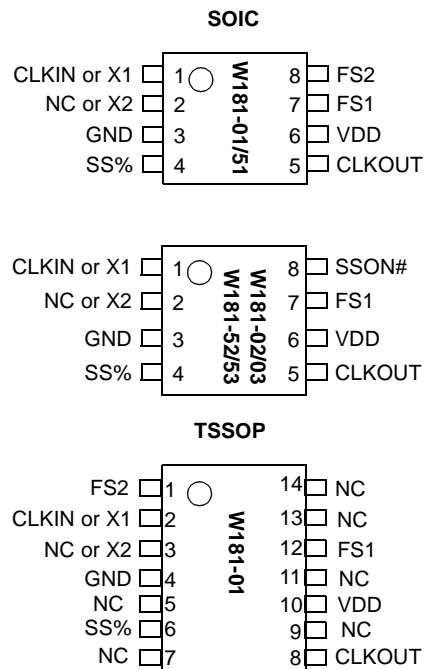 SOIC
CLKIN or X1 1 8 FS2
NC or X2 2 7 FS1
GND 3 6 VDD
SS% 4 5 CLKOUT
W181-01/51
CLKIN or X1 1 8 SSON#
NC or X2 2 7 FS1
GND 3 6 VDD
SS% 4 5 CLKOUT
W181-02/03
W181-52/53
TSSOP
FS2 1 14 NC
CLKIN or X1 2 13 NC
NC or X2 3 12 FS1
GND 4 11 NC
NC 5 10 VDD
SS% 6 9 NC
NC 7 8 CLKOUT
W181-01